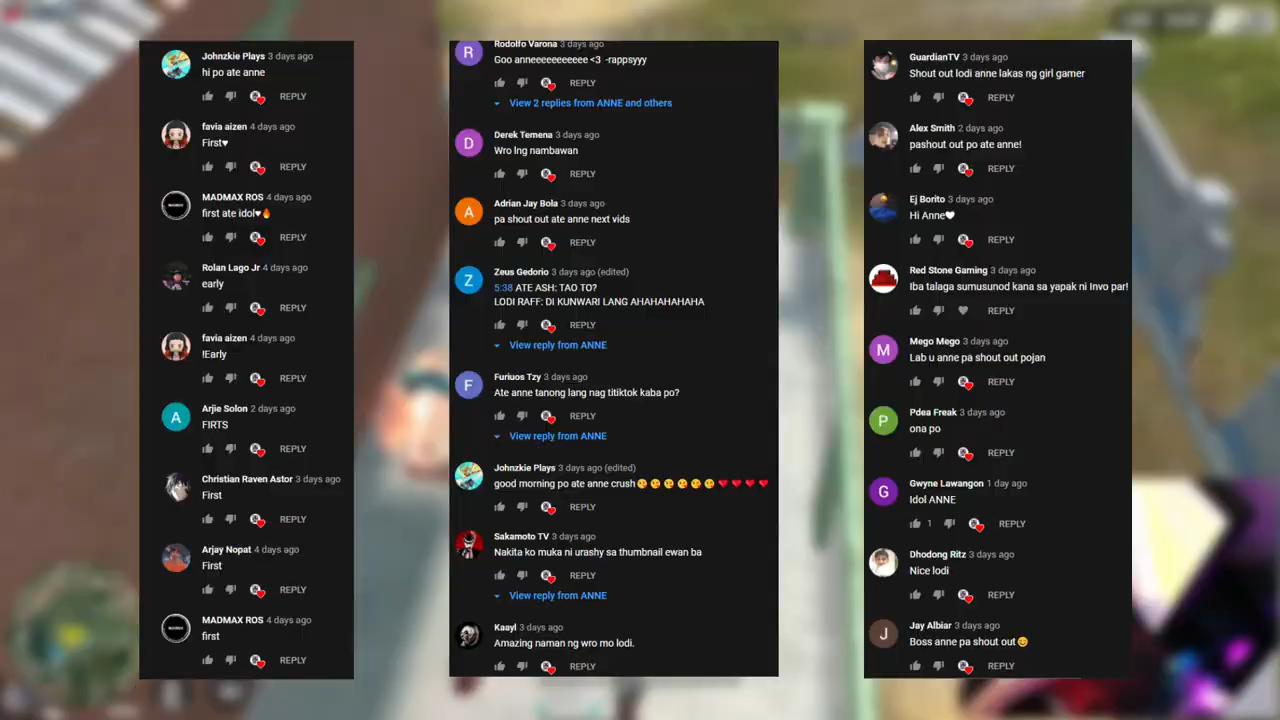 Johnzkie Plays 3 days ago
hi po ate anne
REPLY
favia aizen 4 days ago
First♥
REPLY
MADMAX ROS 4 days ago
first ate idol♥🔥
REPLY
Rolan Lago Jr 4 days ago
early
REPLY
favia aizen 4 days ago
!Early
REPLY
A
Arjie Solon 2 days ago
FIRTS
REPLY
Christian Raven Astor 3 days ago
First
REPLY
Arjay Nopat 4 days ago
First
REPLY
MADMAX ROS 4 days ago
first
REPLY
R
Rodolfo Varona 3 days ago
Goo anneeeeeeeeeee <3 -rappsyyy
REPLY
View 2 replies from ANNE and others
D
Derek Temena 3 days ago
Wro lng nambawan
REPLY
A
Adrian Jay Bola 3 days ago
pa shout out ate anne next vids
REPLY
Z
Zeus Gedorio 3 days ago (edited)
5:38 ATE ASH: TAO TO?
LODI RAFF: DI KUNWARI LANG AHAHAHAHAHA
REPLY
View reply from ANNE
F
Furiuos Tzy 3 days ago
Ate anne tanong lang nag titiktok kaba po?
REPLY
View reply from ANNE
Johnzkie Plays 3 days ago (edited)
good morning po ate anne crush😘😘😘😘😘😘❤❤❤❤
REPLY
Sakamoto TV 3 days ago
Nakita ko muka ni urashy sa thumbnail ewan ba
REPLY
View reply from ANNE
Kaayl 3 days ago
Amazing naman ng wro mo lodi.
REPLY
GuardianTV 3 days ago
Shout out lodi anne lakas ng girl gamer
REPLY
Alex Smith 2 days ago
pashout out po ate anne!
REPLY
Ej Borito 3 days ago
Hi Anne🤍
REPLY
Red Stone Gaming 3 days ago
Iba talaga sumusunod kana sa yapak ni Invo par!
REPLY
M
Mego Mego 3 days ago
Lab u anne pa shout out pojan
REPLY
P
Pdea Freak 3 days ago
ona po
REPLY
G
Gwyne Lawangon 1 day ago
Idol ANNE
1 REPLY
Dhodong Ritz 3 days ago
Nice lodi
REPLY
J
Jay Albiar 3 days ago
Boss anne pa shout out😊
REPLY